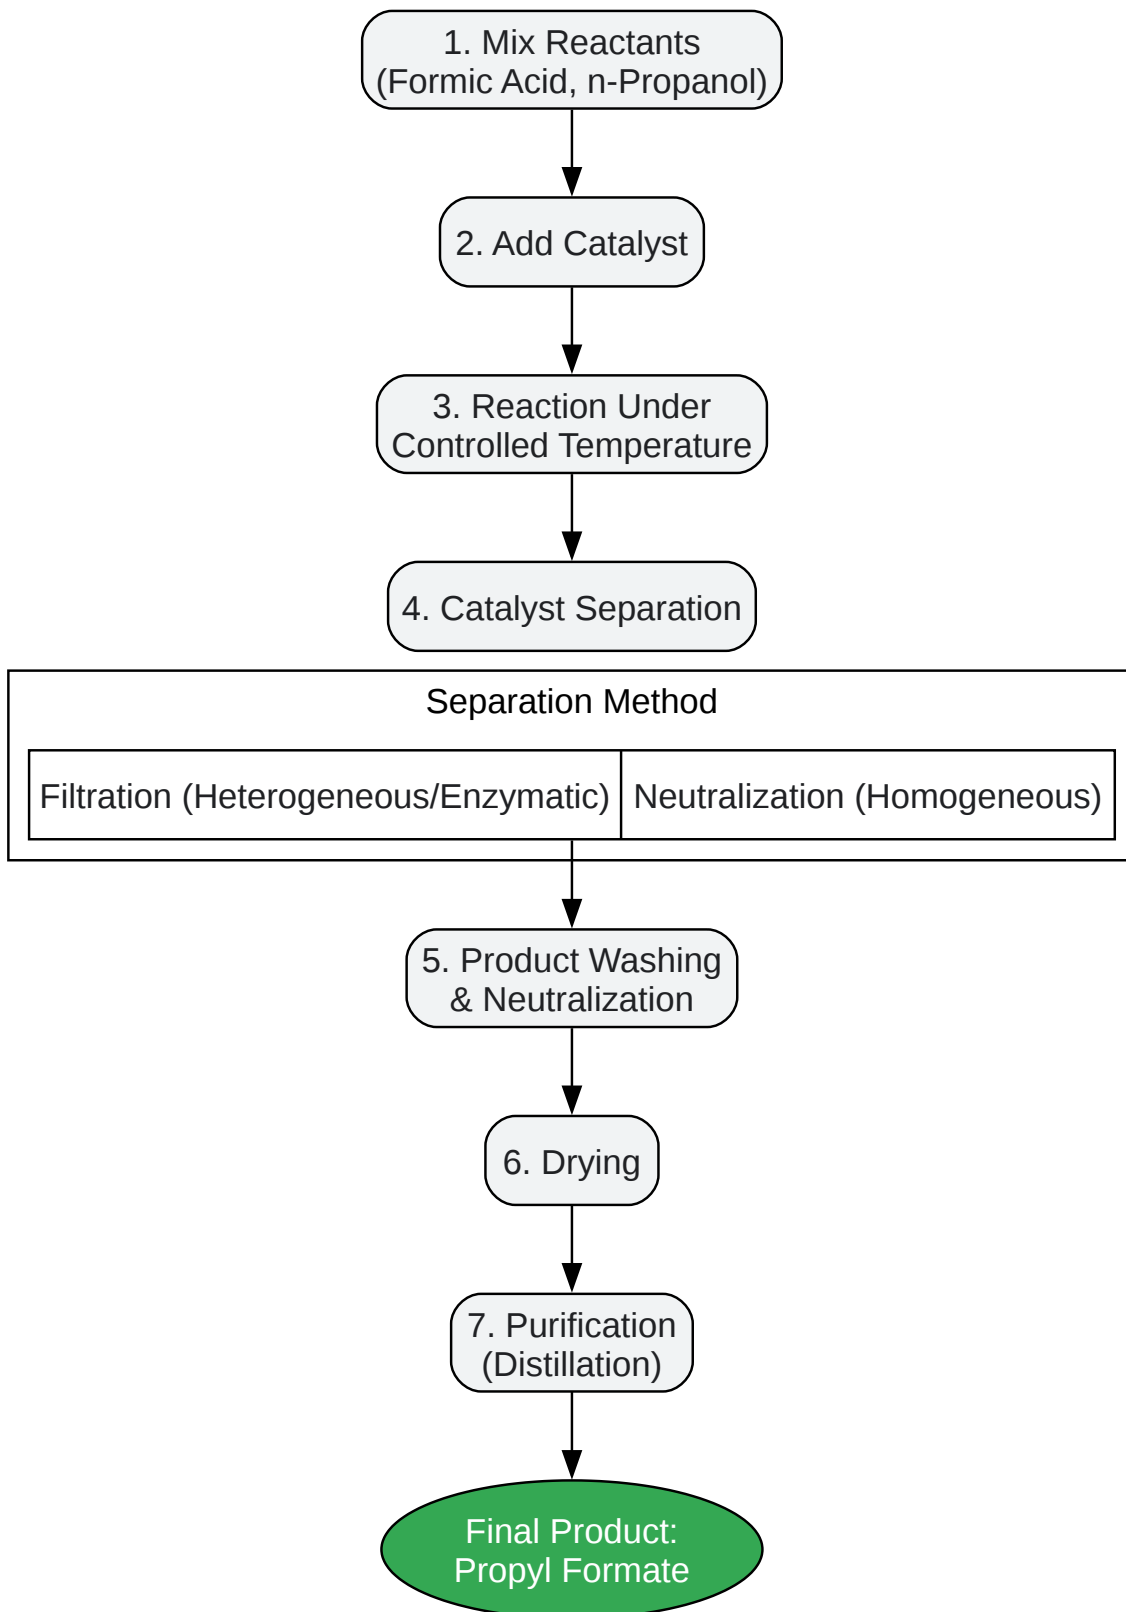 1. Mix Reactants
(Formic Acid, n-Propanol)
2. Add Catalyst
3. Reaction Under
Controlled Temperature
4. Catalyst Separation
Separation Method
Filtration (Heterogeneous/Enzymatic)
Neutralization (Homogeneous)
5. Product Washing
& Neutralization
6. Drying
7. Purification
(Distillation)
Final Product:
Propyl Formate